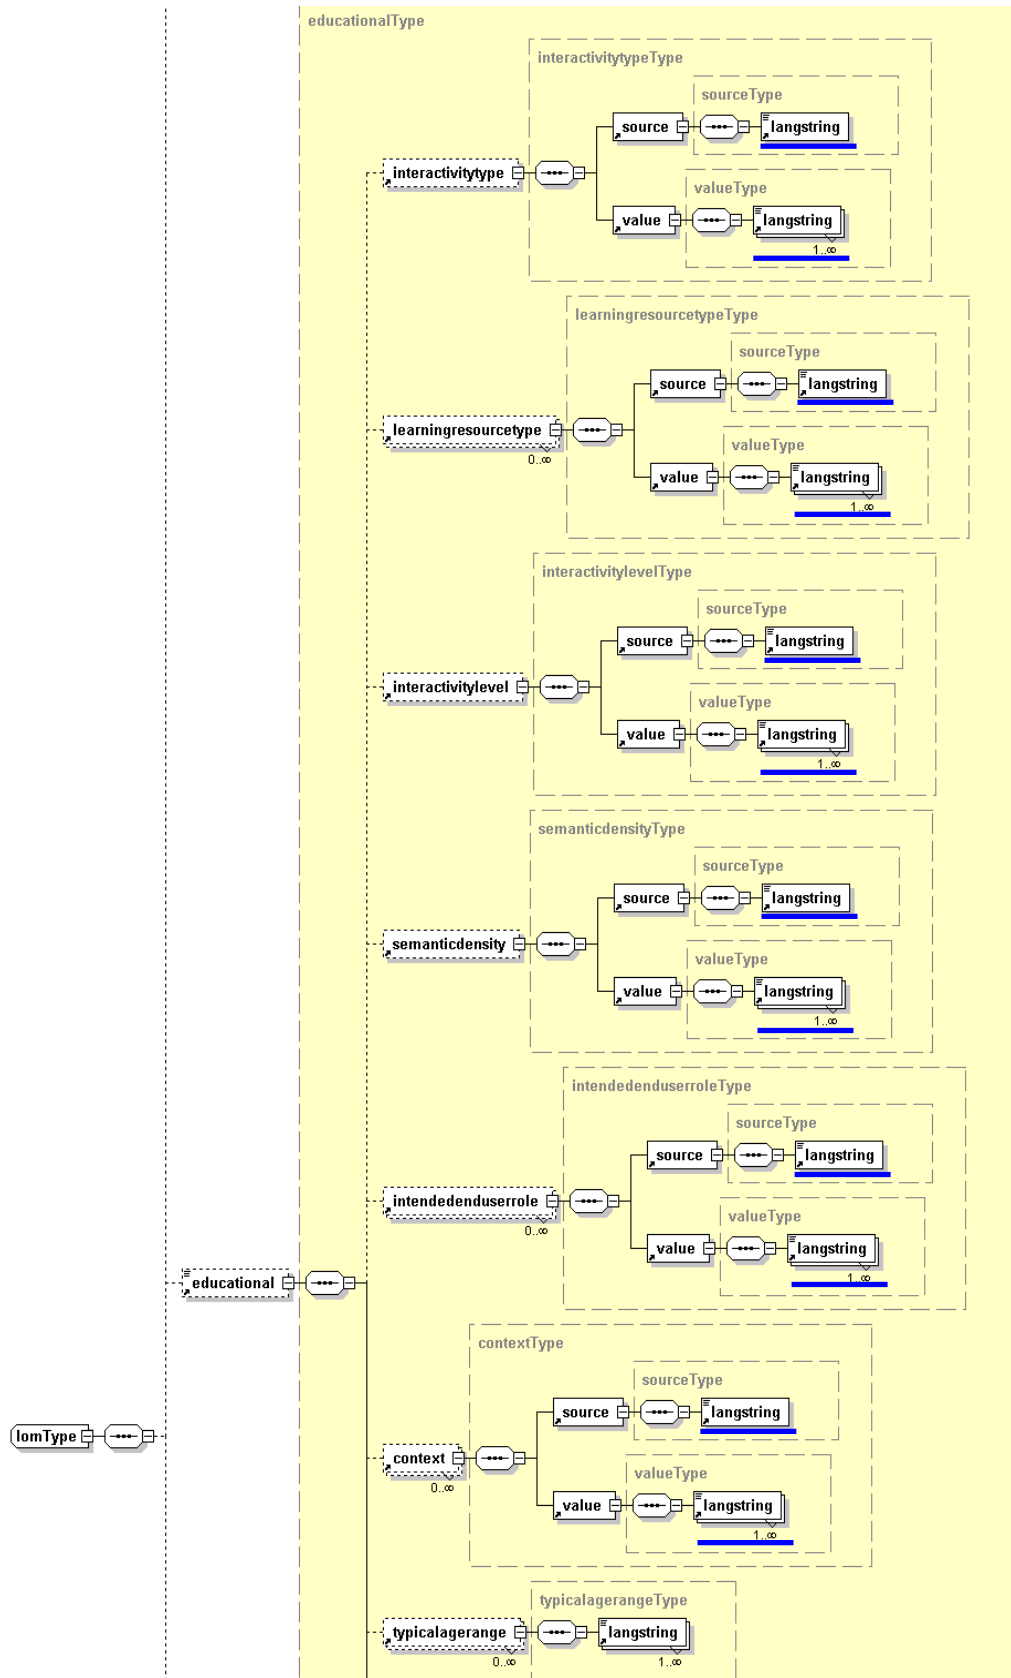 educationalType
interactivitytypeType
sourceType
source
langstring
interactivitytype
valueType
value
langstring
1..∞
learningresourcetypeType
sourceType
source
langstring
learningresourcetype
0..∞
valueType
value
langstring
1..∞
interactivitylevelType
sourceType
source
langstring
interactivitylevel
valueType
value
langstring
1..∞
semanticdensityType
sourceType
source
langstring
semanticdensity
valueType
value
langstring
1..∞
intendedenduserroleType
sourceType
source
langstring
intendedenduserrole
0..∞
valueType
value
langstring
1..∞
educational
contextType
sourceType
source
langstring
lomType
context
0..∞
valueType
value
langstring
1..∞
typicalagerangeType
typicalagerange
langstring
0..∞
1..∞